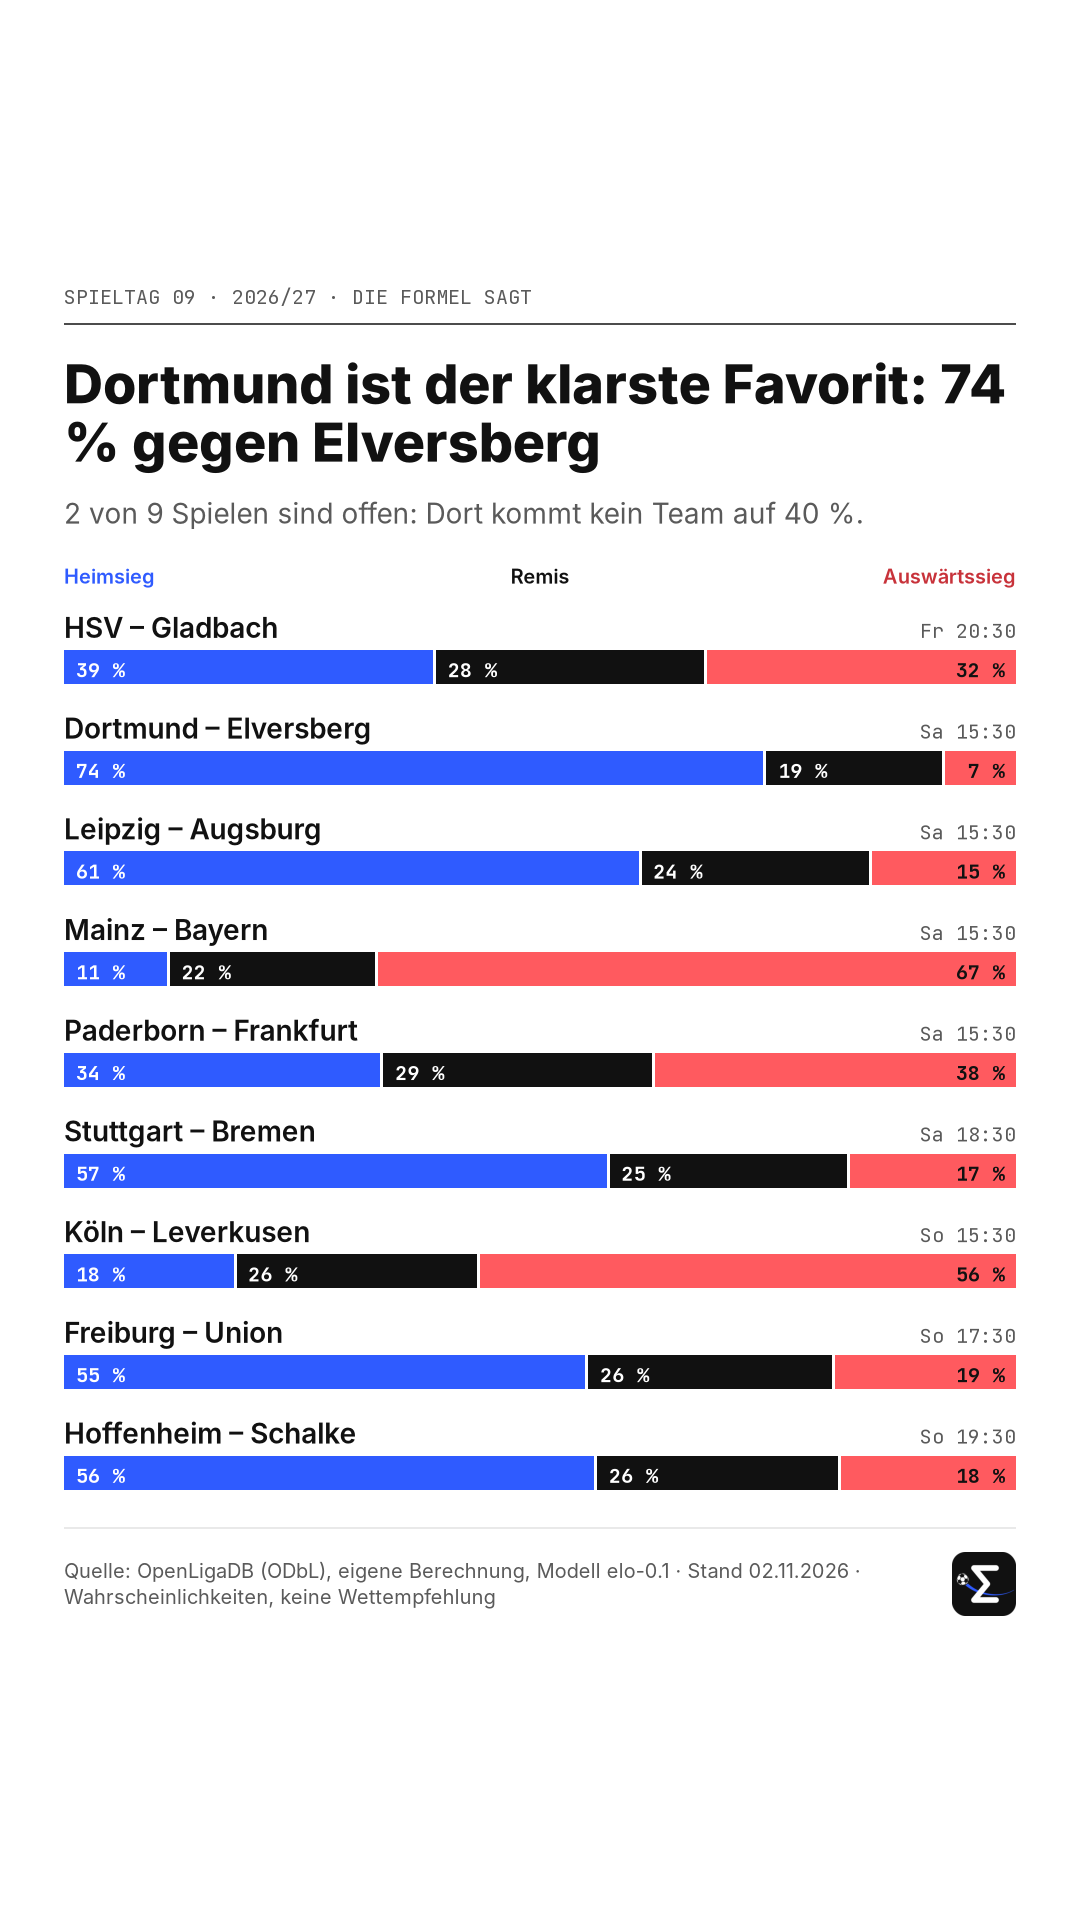 SPIELTAG 09 · 2026/27 · DIE FORMEL SAGT
Dortmund ist der klarste Favorit: 74
% gegen Elversberg
2 von 9 Spielen sind offen: Dort kommt kein Team auf 40 %.
Heimsieg Remis Auswärtssieg
HSV – Gladbach Fr 20:30
39 % 28 % 32 %
Dortmund – Elversberg Sa 15:30
74 % 19 % 7 %
Leipzig – Augsburg Sa 15:30
61 % 24 % 15 %
Mainz – Bayern Sa 15:30
11 % 22 % 67 %
Paderborn – Frankfurt Sa 15:30
34 % 29 % 38 %
Stuttgart – Bremen Sa 18:30
57 % 25 % 17 %
Köln – Leverkusen So 15:30
18 % 26 % 56 %
Freiburg – Union So 17:30
55 % 26 % 19 %
Hoffenheim – Schalke So 19:30
56 % 26 % 18 %
Quelle: OpenLigaDB (ODbL), eigene Berechnung, Modell elo-0.1 · Stand 02.11.2026 ·
Wahrscheinlichkeiten, keine Wettempfehlung
Σ